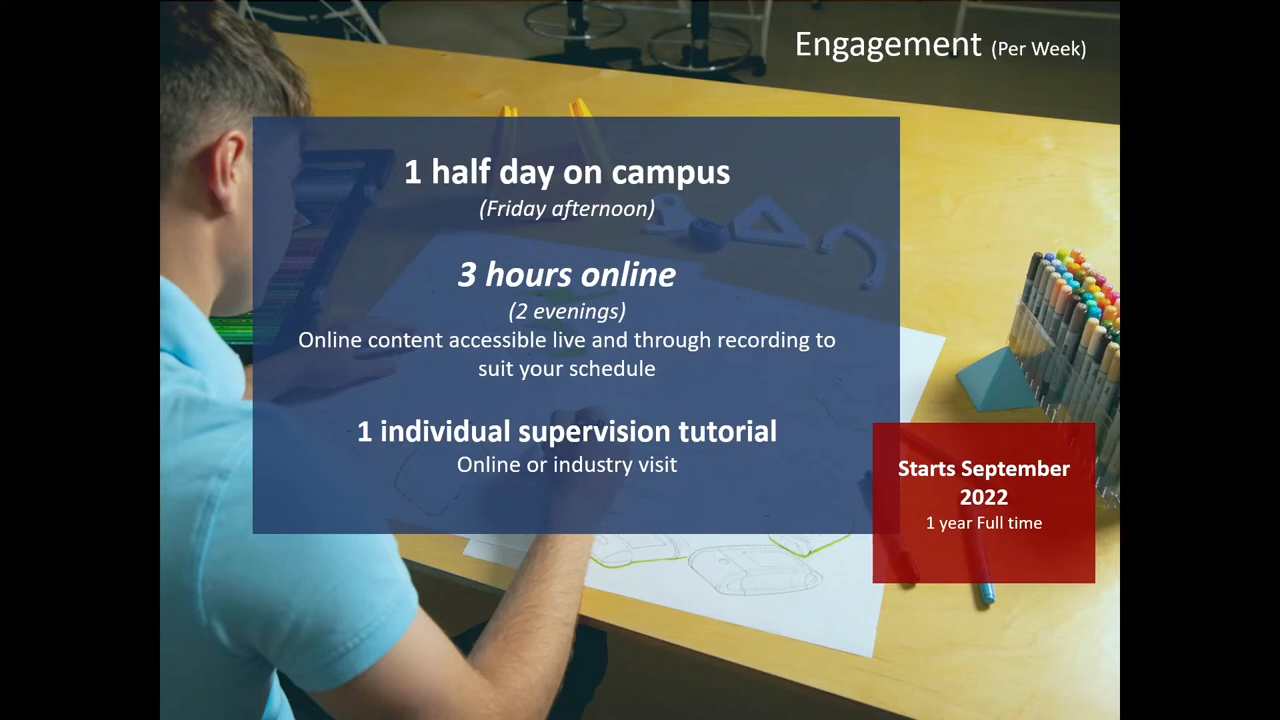 Engagement (Per Week)
1 half day on campus
(Friday afternoon)
3 hours online
(2 evenings)
Online content accessible live and through recording to
suit your schedule
1 individual supervision tutorial
Online or industry visit
Starts September
2022
1 year Full time